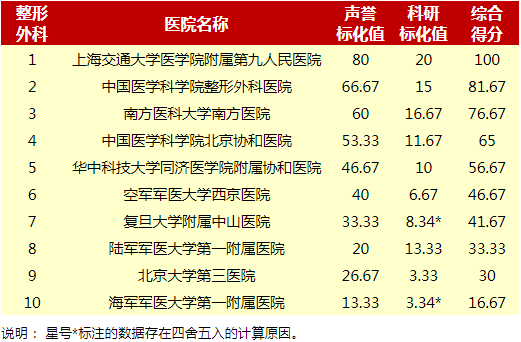 整形外科 医院名称 声誉标化值 科研标化值 综合得分
1 上海交通大学医学院附属第九人民医院 80 20 100
2 中国医学科学院整形外科医院 66.67 15 81.67
3 南方医科大学南方医院 60 16.67 76.67
4 中国医学科学院北京协和医院 53.33 11.67 65
5 华中科技大学同济医学院附属协和医院 46.67 10 56.67
6 空军军医大学西京医院 40 6.67 46.67
7 复旦大学附属中山医院 33.33 8.34* 41.67
8 陆军军医大学第一附属医院 20 13.33 33.33
9 北京大学第三医院 26.67 3.33 30
10 海军军医大学第一附属医院 13.33 3.34* 16.67
说明： 星号*标注的数据存在四舍五入的计算原因。